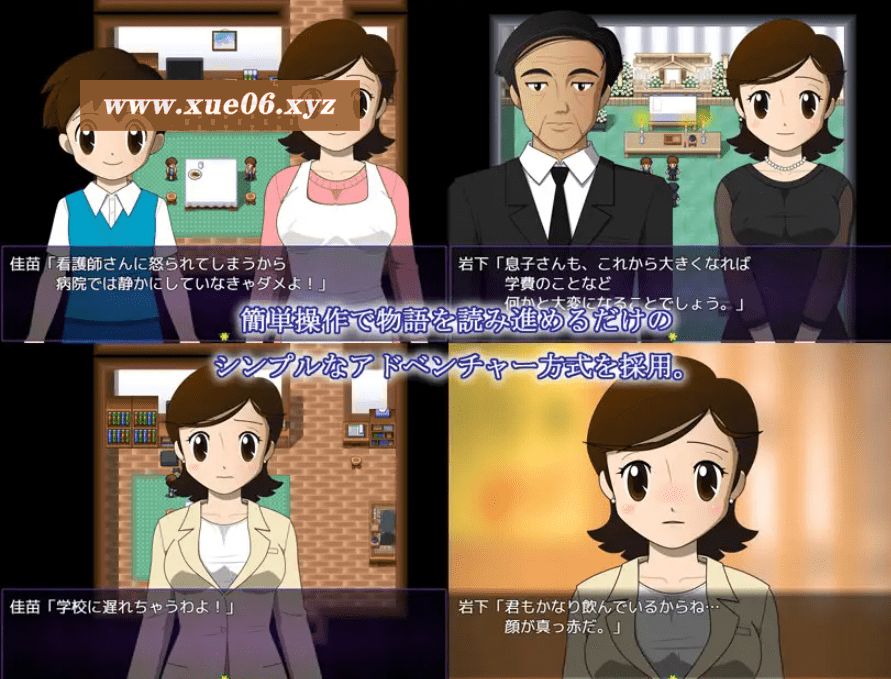 www.xue06.xyz
佳苗「看護師さんに怒られてしまうから
病院では静かにしていなきゃダメよ！」
岩下「息子さんも、これから大きくなれば
学費のことなど
何かと大変になることでしょう。」
簡単操作で物語を読み進めるだけの
シンプルなアドベンチャー方式を採用。
佳苗「学校に遅れちゃうわよ！」
岩下「君もかなり飲んでいるからね…
顔が真っ赤だ。」